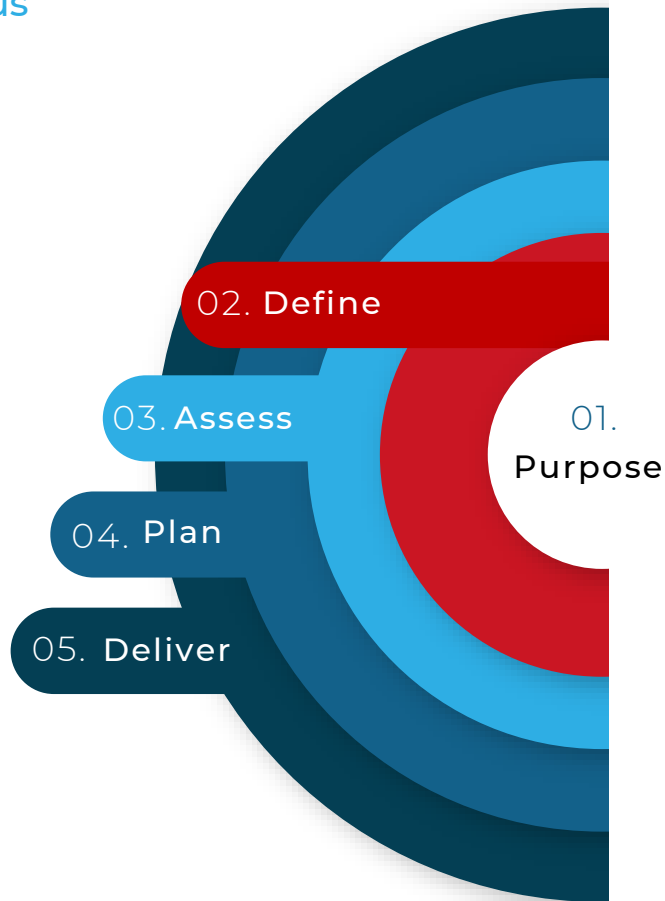 02. Define
03. Assess
01.
Purpose
04. Plan
05. Deliver